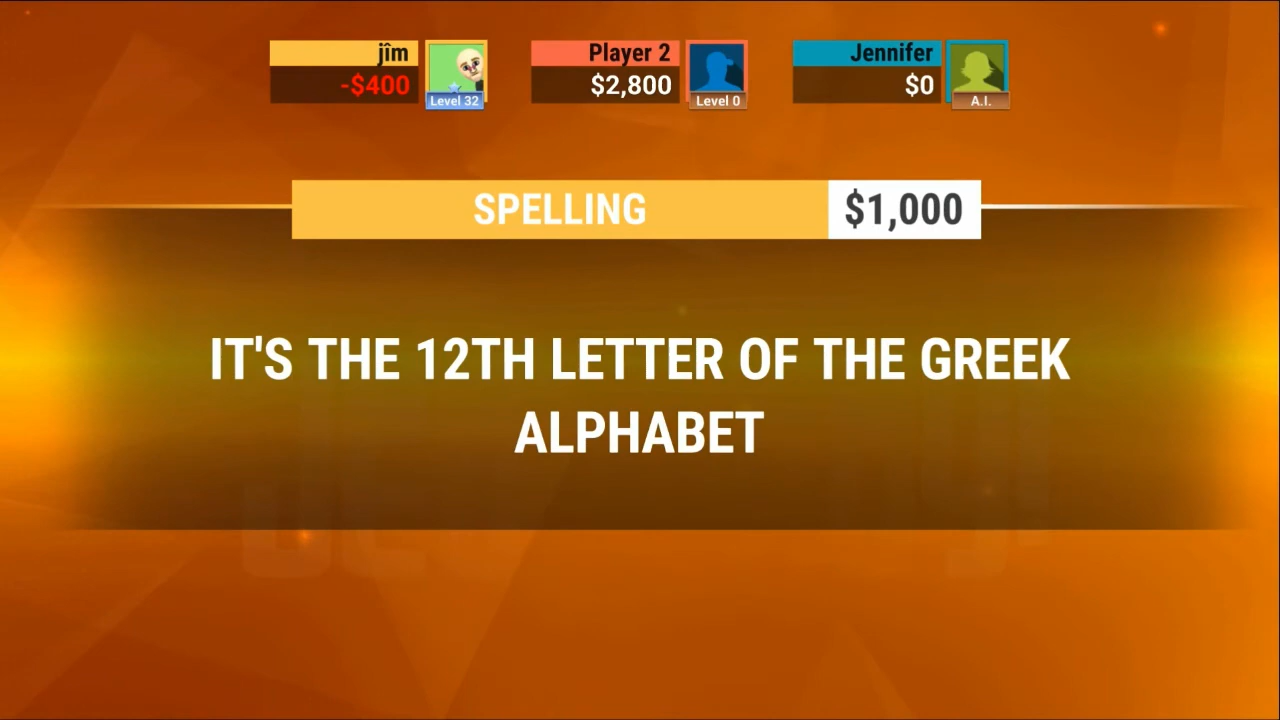 jîm
-$400
Level 32
Player 2
$2,800
Level 0
Jennifer
$0
A.I.
SPELLING
$1,000
IT'S THE 12TH LETTER OF THE GREEK
ALPHABET